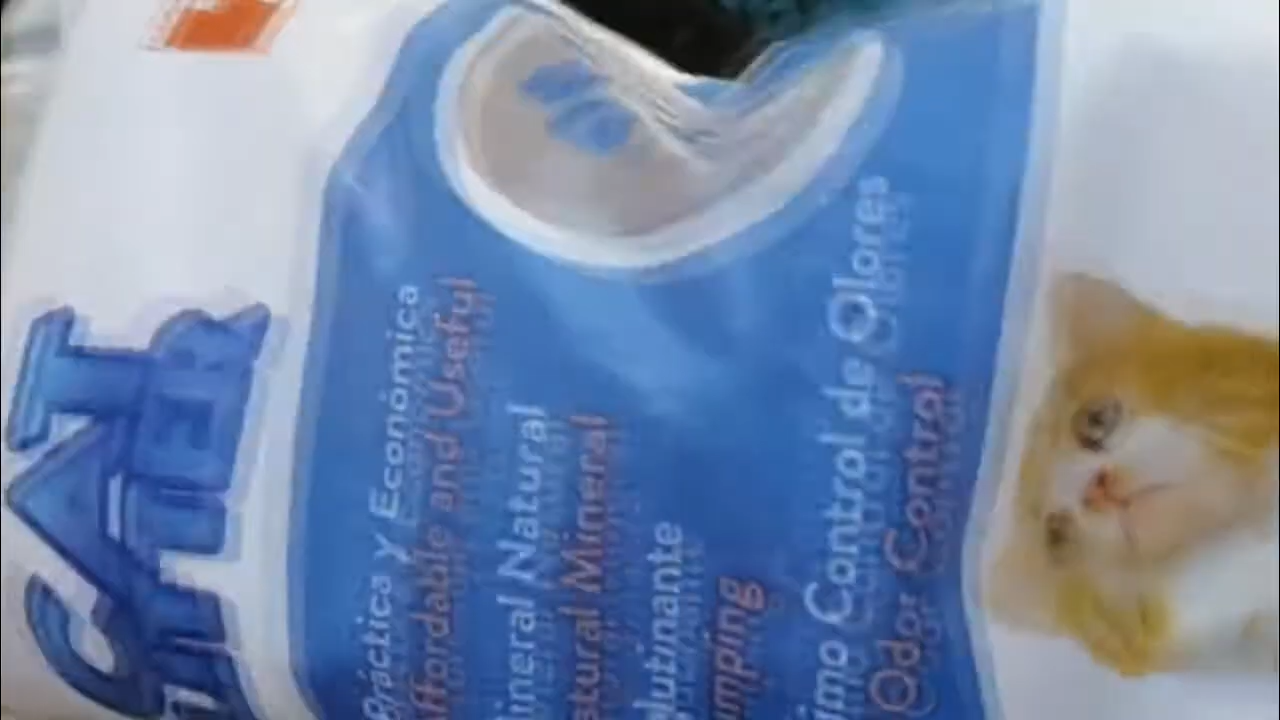 CAT
Práctica y Económica
Affordable and Useful
Mineral Natural
Natural Mineral
Aglutinante
Clumping
Control de Olores
Odor Control